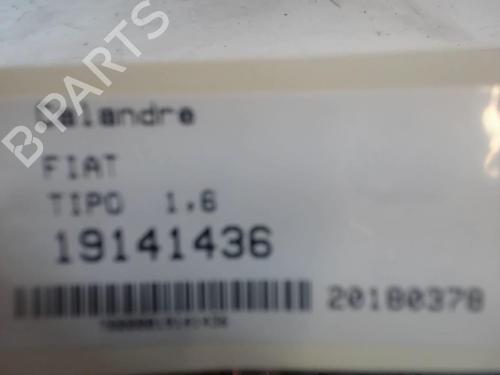 B-PARTS
Calandre
FIAT
TIPO 1,6
19141436
20180378